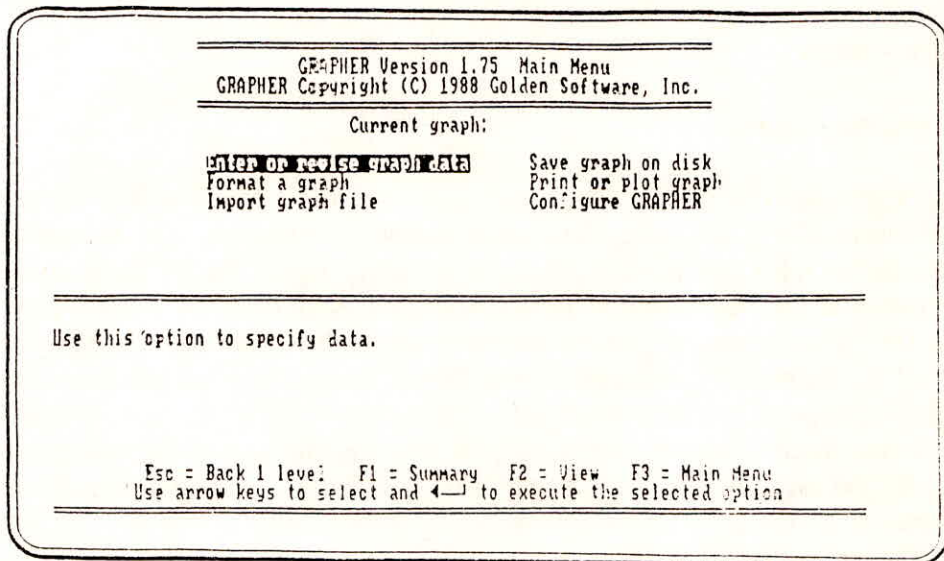 GRAPHER Version 1.75 Main Menu
GRAPHER Copyright (C) 1988 Golden Software, Inc.
Current graph:
Enter or revise graph data
Save graph on disk
Format a graph
Print or plot graph
Import graph file
Configure GRAPHER
Use this option to specify data.
Esc = Back 1 level F1 = Summary F2 = View F3 = Main Menu
Use arrow keys to select and ◄─┘ to execute the selected option